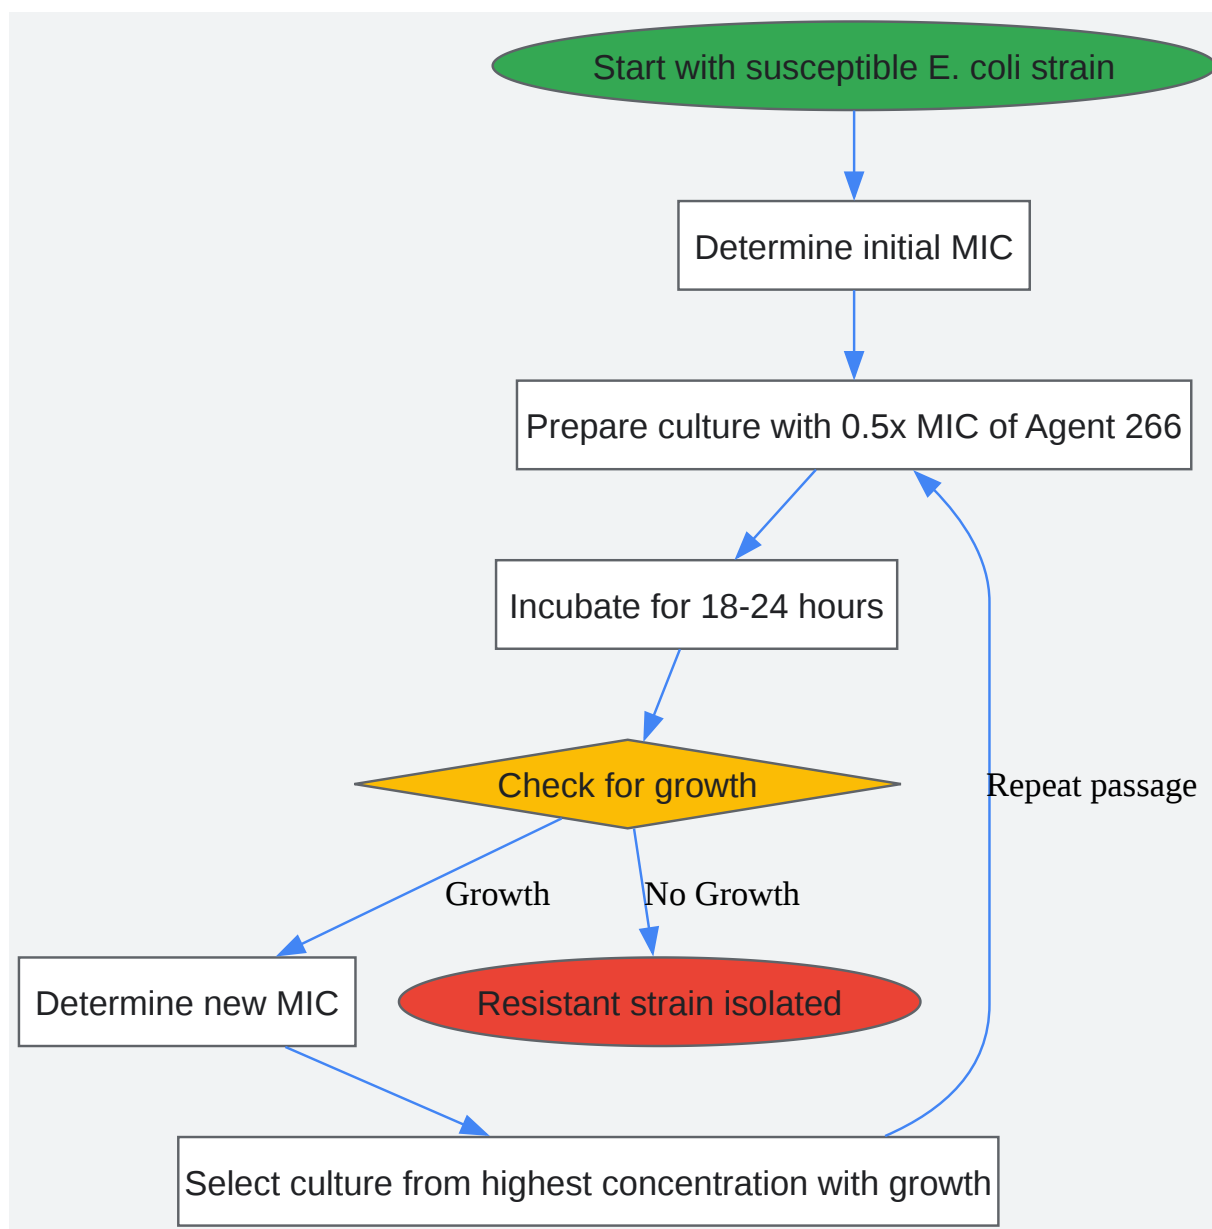 Start with susceptible E. coli strain
Determine initial MIC
Prepare culture with 0.5x MIC of Agent 266
Incubate for 18-24 hours
Check for growth
Repeat passage
Growth
No Growth
Determine new MIC
Resistant strain isolated
Select culture from highest concentration with growth